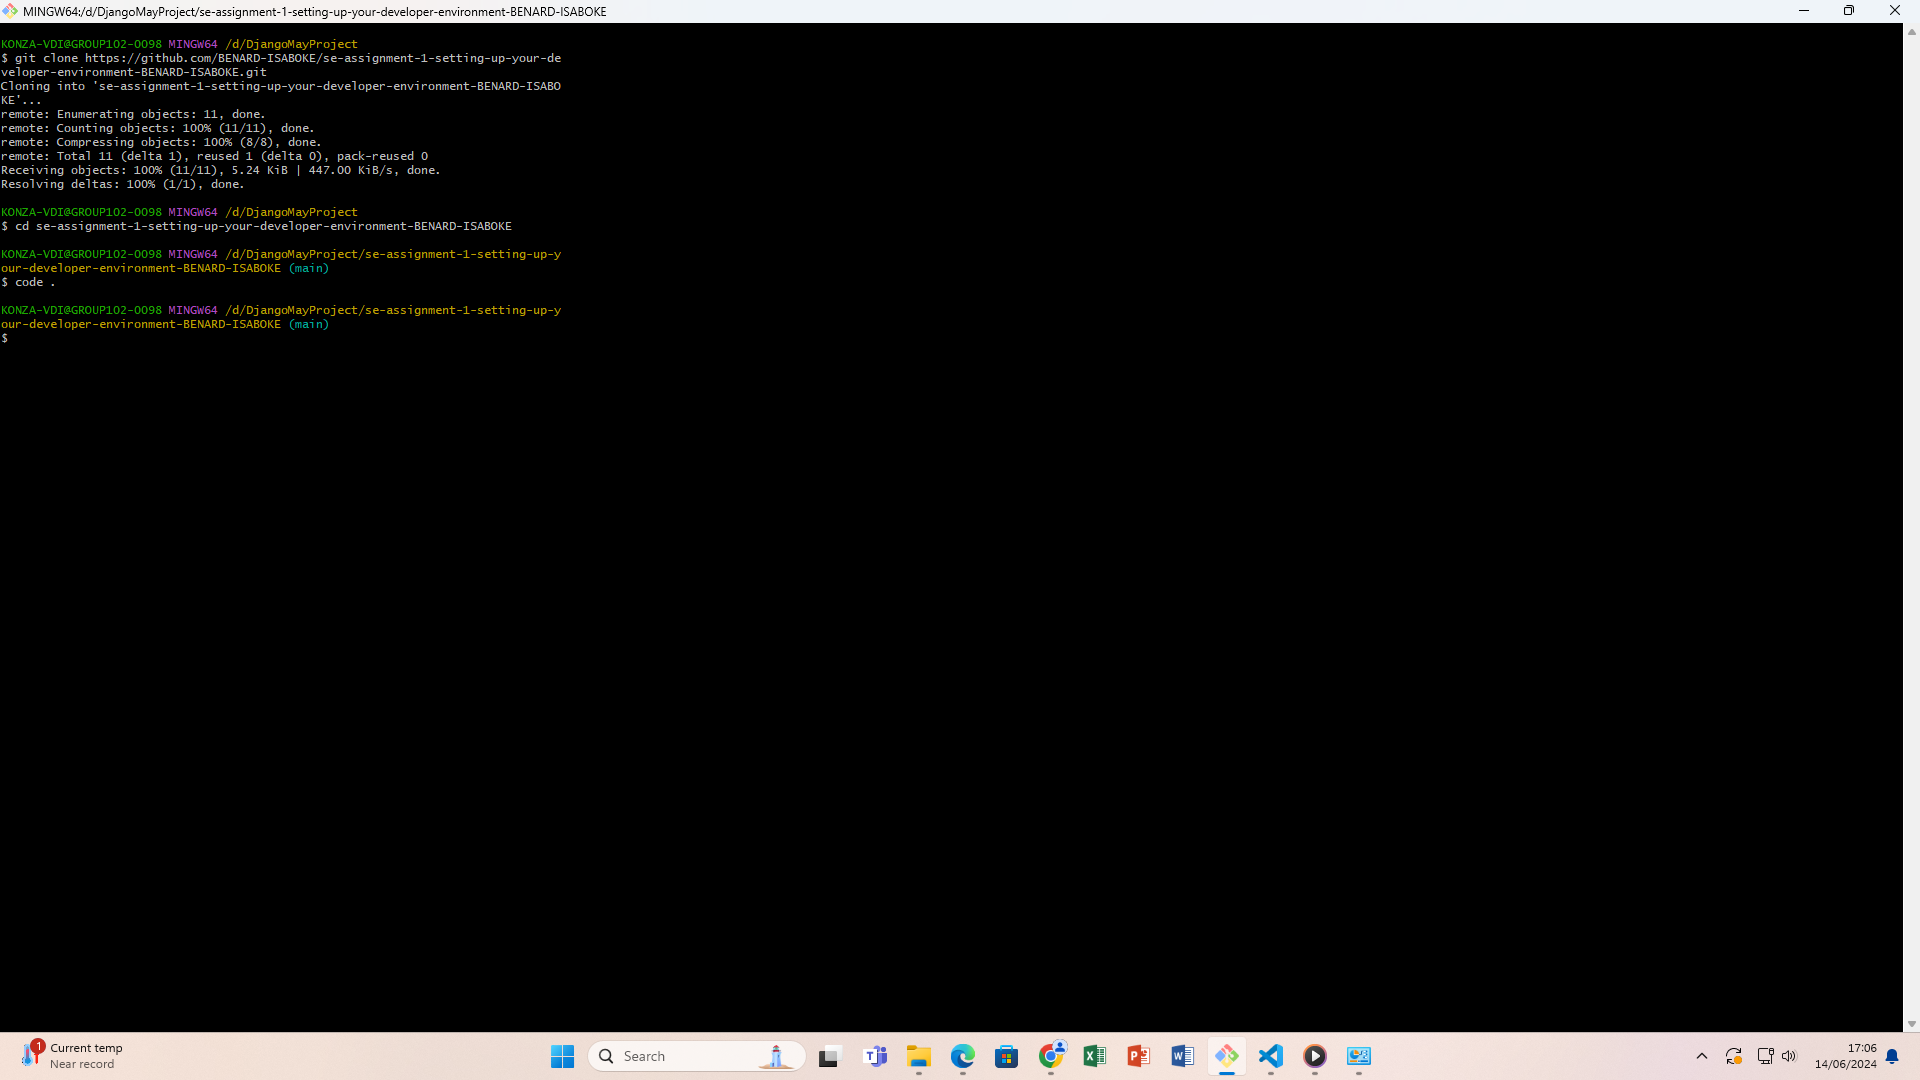 MINGW64:/d/DjangoMayProject/se-assignment-1-setting-up-your-developer-environment-BENARD-ISABOKE
KONZA-VDI@GROUP102-0098 MINGW64 /d/DjangoMayProject
$ git clone https://github.com/BENARD-ISABOKE/se-assignment-1-setting-up-your-de
veloper-environment-BENARD-ISABOKE.git
Cloning into 'se-assignment-1-setting-up-your-developer-environment-BENARD-ISABO
KE'...
remote: Enumerating objects: 11, done.
remote: Counting objects: 100% (11/11), done.
remote: Compressing objects: 100% (8/8), done.
remote: Total 11 (delta 1), reused 1 (delta 0), pack-reused 0
Receiving objects: 100% (11/11), 5.24 KiB | 447.00 KiB/s, done.
Resolving deltas: 100% (1/1), done.
KONZA-VDI@GROUP102-0098 MINGW64 /d/DjangoMayProject
$ cd se-assignment-1-setting-up-your-developer-environment-BENARD-ISABOKE
KONZA-VDI@GROUP102-0098 MINGW64 /d/DjangoMayProject/se-assignment-1-setting-up-y
our-developer-environment-BENARD-ISABOKE (main)
$ code .
KONZA-VDI@GROUP102-0098 MINGW64 /d/DjangoMayProject/se-assignment-1-setting-up-y
our-developer-environment-BENARD-ISABOKE (main)
$
1
Current temp
Near record
Search
17:06
14/06/2024